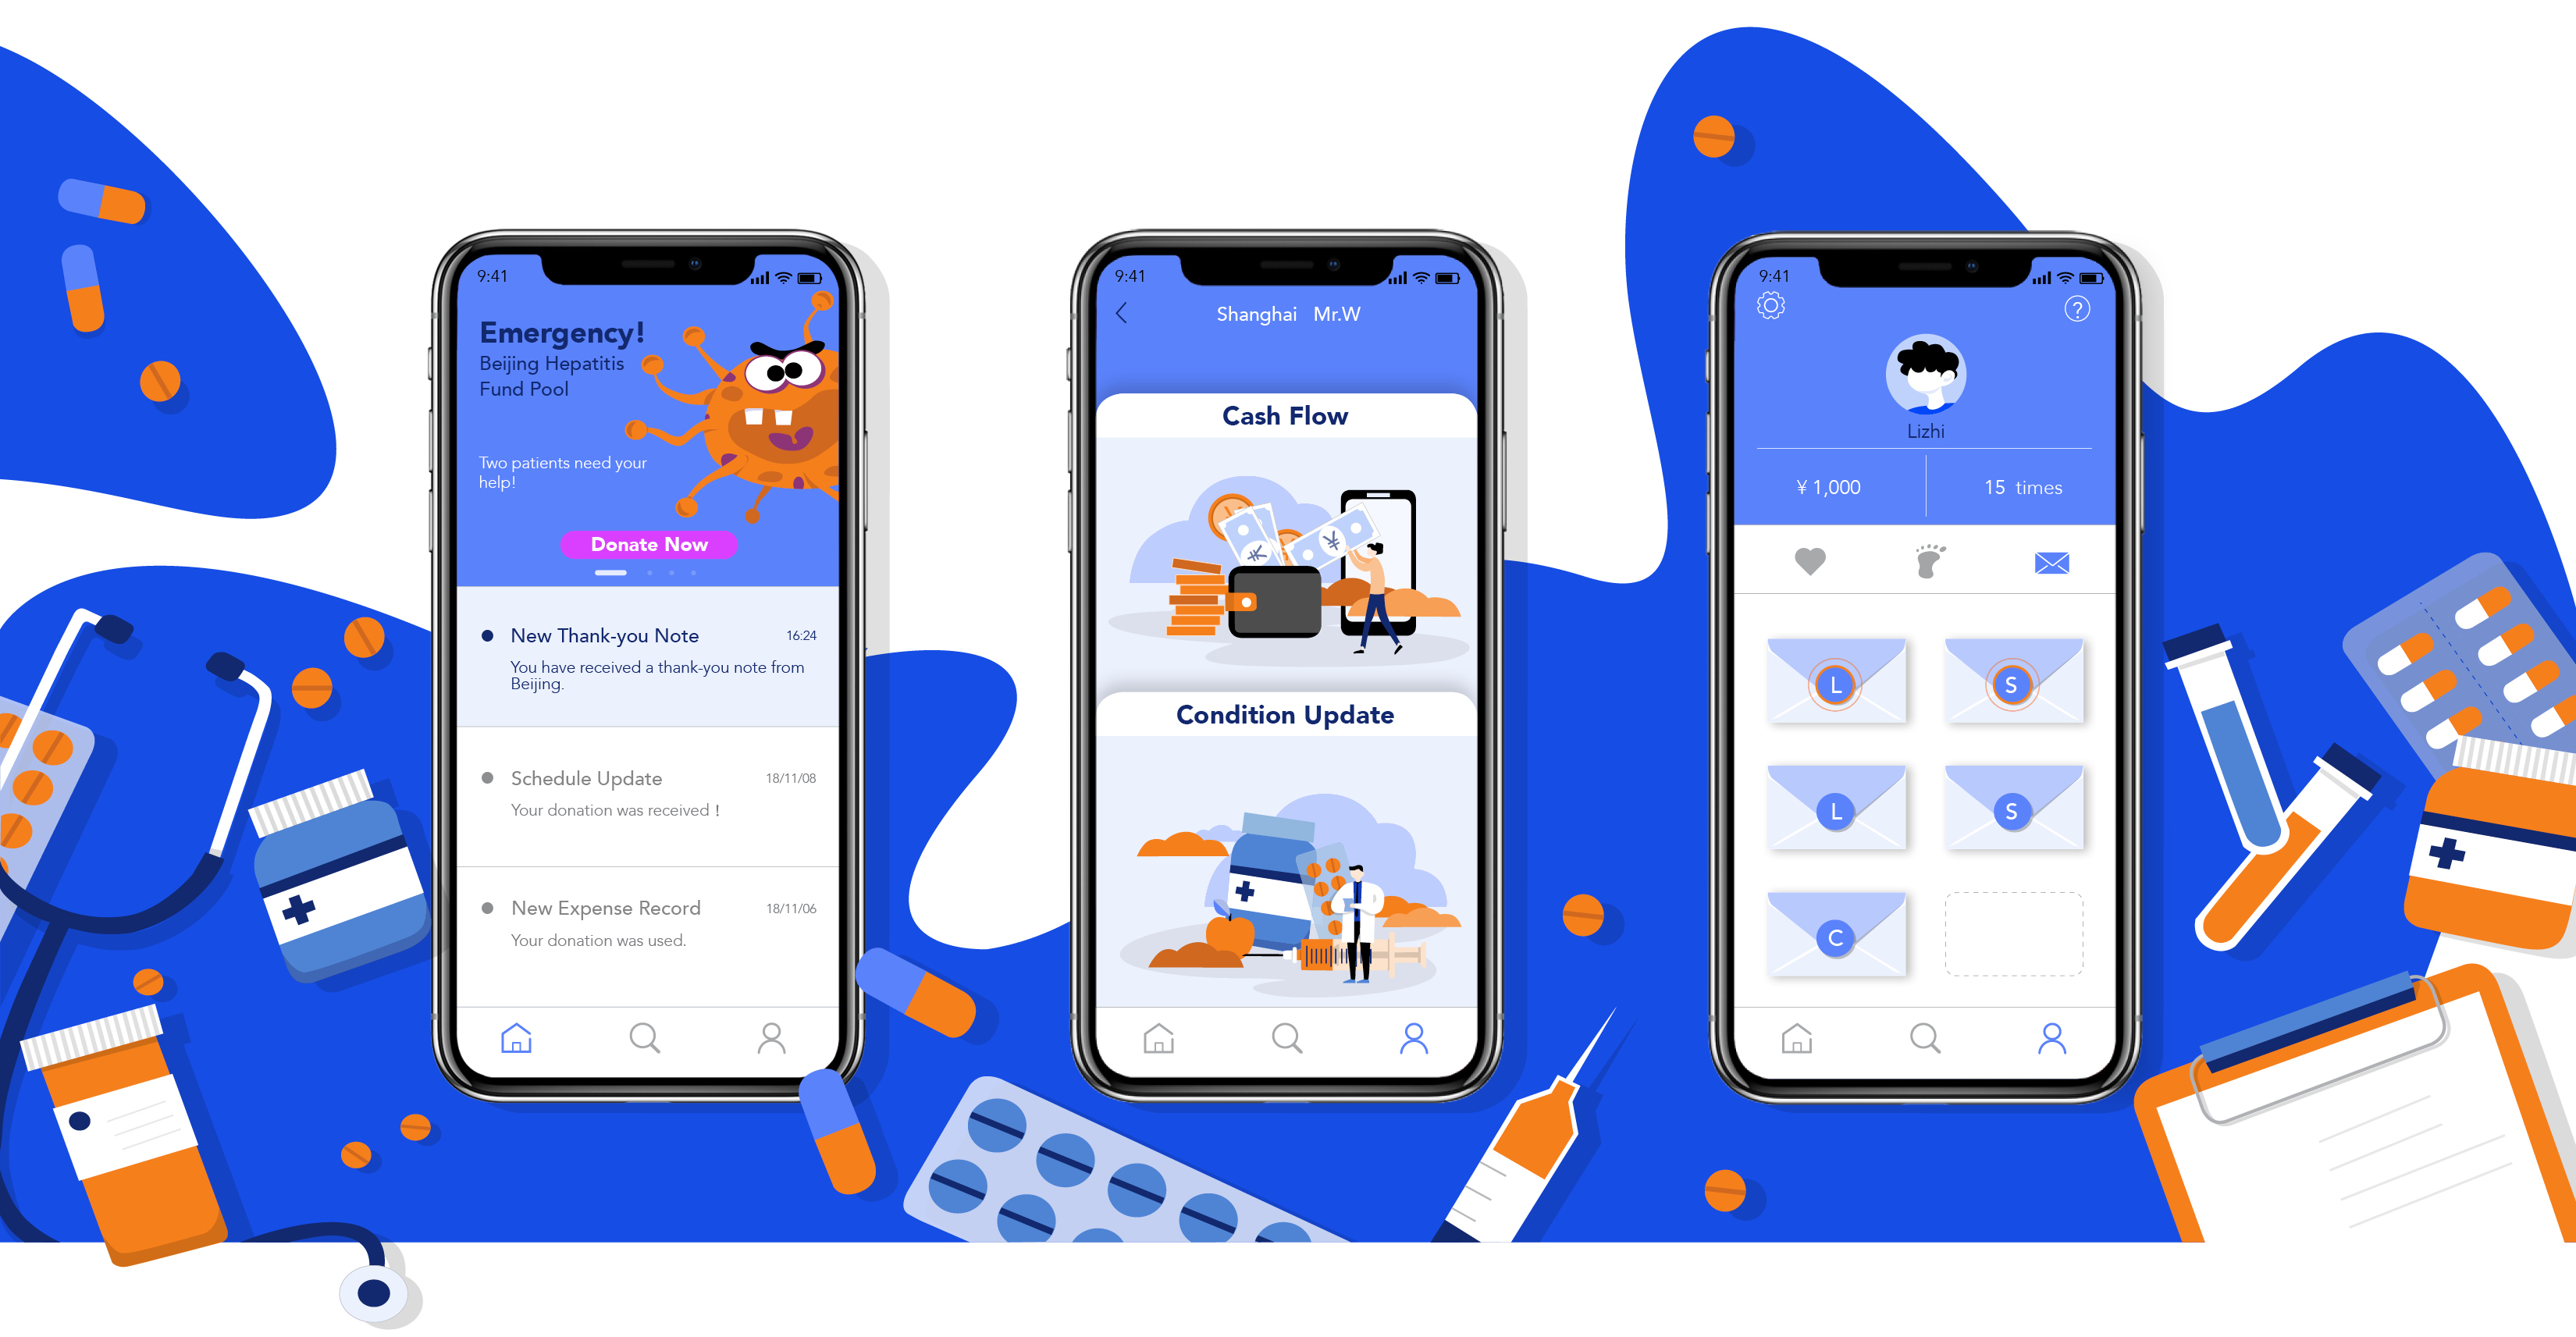 9:41
Emergency!
Beijing Hepatitis
Fund Pool
Two patients need your
help!
Donate Now
New Thank-you Note 16:24
You have received a thank-you note from
Beijing.
Schedule Update 18/11/08
Your donation was received !
New Expense Record 18/11/06
Your donation was used.
9:41
Shanghai Mr.W
Cash Flow
¥
¥
¥
Condition Update
9:41
?
Lizhi
¥ 1,000
15 times
L
S
L
S
C